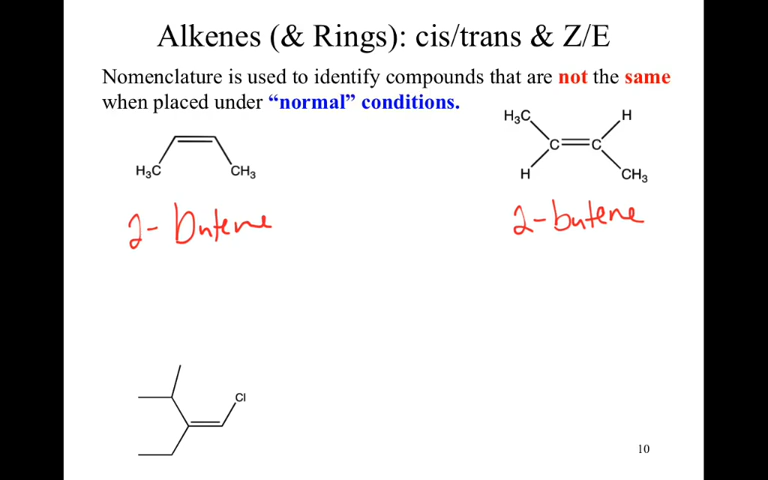 Alkenes (& Rings): cis/trans & Z/E
Nomenclature is used to identify compounds that are not the same
when placed under “normal” conditions.
H₃C H
C C
H CH₃
H₃C CH₃
2- Butene
2-butene
Cl
10